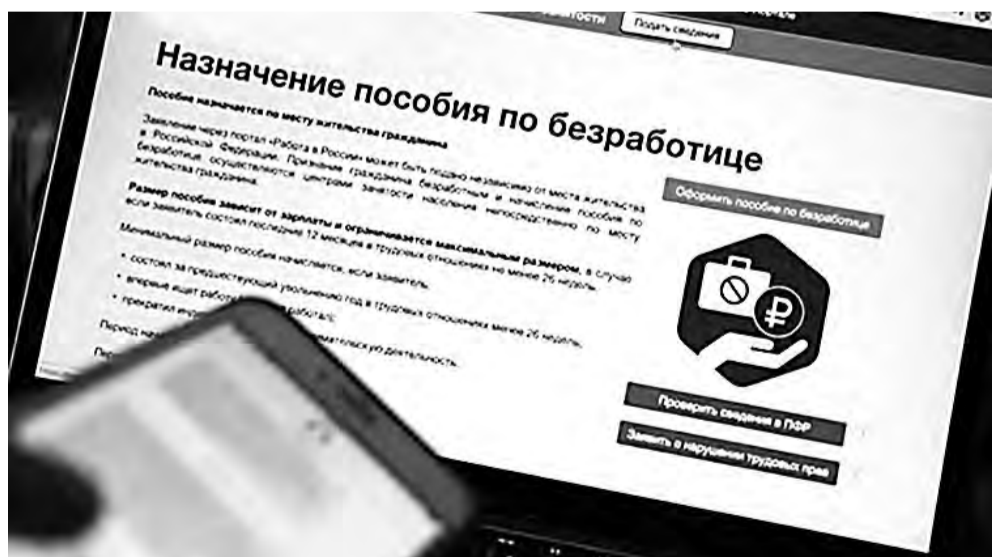 Подать сведения
Назначение пособия по безработице
Пособие назначается по месту жительства гражданина
Заявление через портал «Работа в России» может быть подано независимо от места жительства
в Российской Федерации. Признание гражданина безработным и начисление пособия по
безработице осуществляются центрами занятости населения непосредственно по месту
жительства гражданина.
Размер пособия зависит от зарплаты и ограничивается максимальным размером, в случае
если заявитель состоял последние 12 месяцев в трудовых отношениях не менее 26 недель.
Минимальный размер пособия начисляется, если заявитель:
• состоял за предшествующий увольнению год в трудовых отношениях менее 26 недель;
• впервые ищет работу работал);
• прекратил деятельность.
Период
Оформить пособие по безработице
₽
Проверить сведения в ПФР
Заявить о нарушении трудовых прав